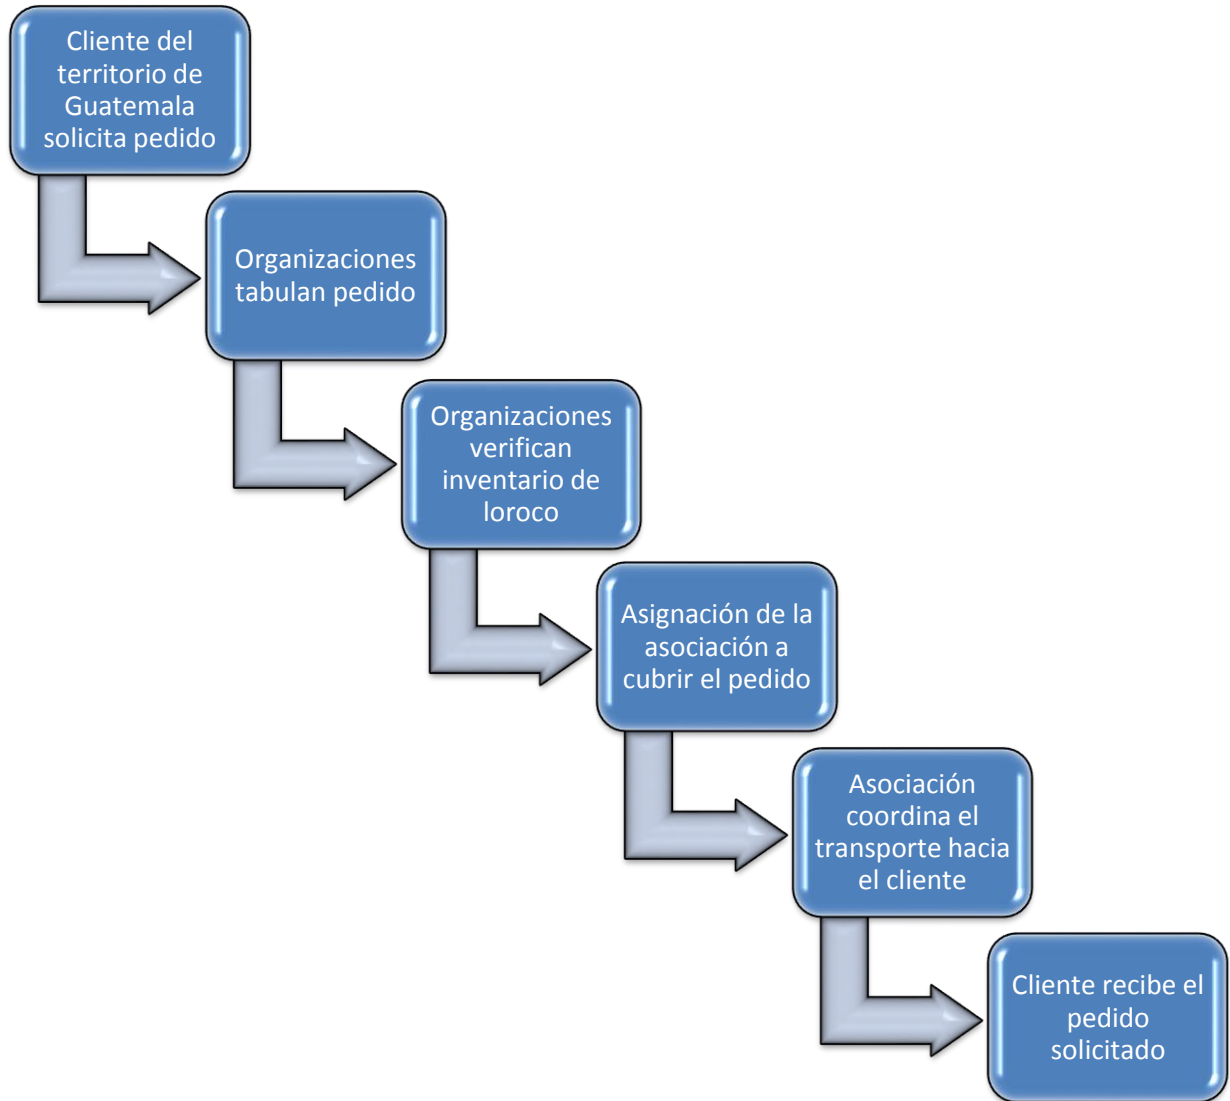 Cliente del
territorio de
Guatemala
solicita pedido
Organizaciones
tabulan pedido
Organizaciones
verifican
inventario de
loroco
Asignación de la
asociación a
cubrir el pedido
Asociación
coordina el
transporte hacia
el cliente
Cliente recibe el
pedido
solicitado